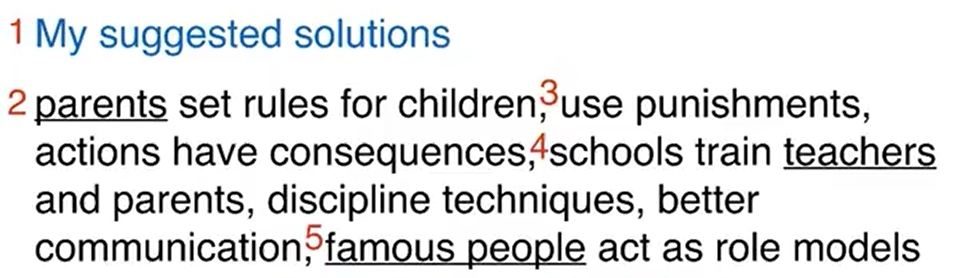 1 My suggested solutions
2 parents set rules for children,3 use punishments,
actions have consequences,4 schools train teachers
and parents, discipline techniques, better
communication,5 famous people act as role models